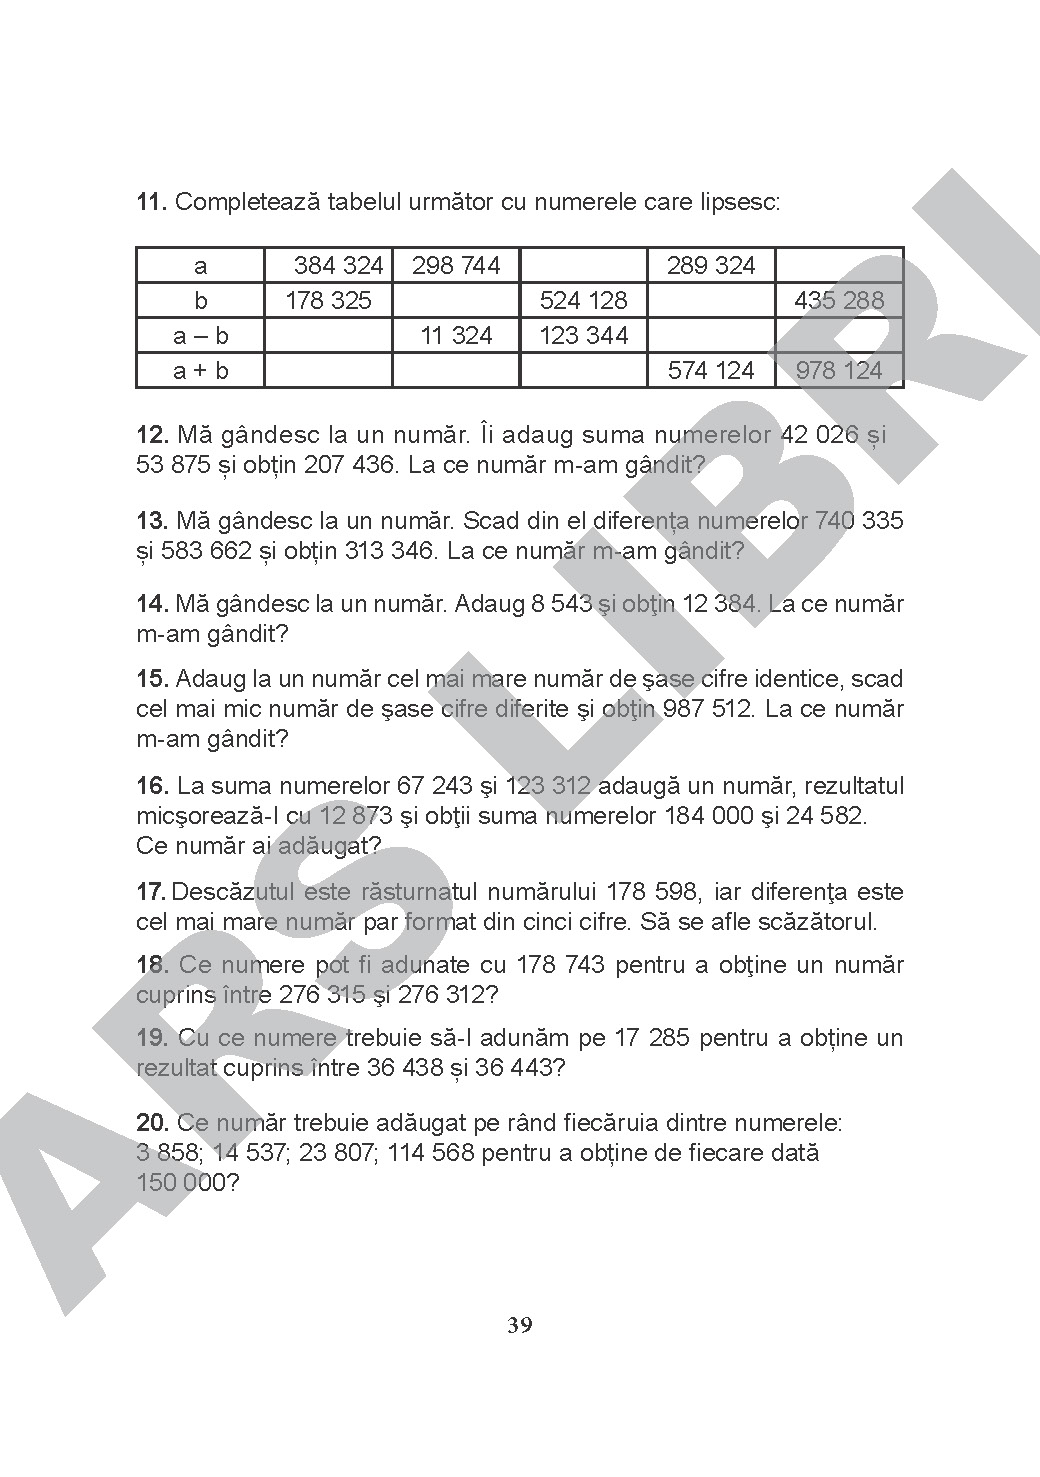 11. Completează tabelul următor cu numerele care lipsesc:
a 384 324 298 744 289 324
b 178 325 524 128 435 288
a – b 11 324 123 344
a + b 574 124 978 124
12. Mă gândesc la un număr. Îi adaug suma numerelor 42 026 și
53 875 și obțin 207 436. La ce număr m-am gândit?
13. Mă gândesc la un număr. Scad din el diferența numerelor 740 335
și 583 662 și obțin 313 346. La ce număr m-am gândit?
14. Mă gândesc la un număr. Adaug 8 543 şi obţin 12 384. La ce număr
m-am gândit?
15. Adaug la un număr cel mai mare număr de şase cifre identice, scad
cel mai mic număr de şase cifre diferite şi obţin 987 512. La ce număr
m-am gândit?
16. La suma numerelor 67 243 şi 123 312 adaugă un număr, rezultatul
micşorează-l cu 12 873 şi obţii suma numerelor 184 000 şi 24 582.
Ce număr ai adăugat?
17. Descăzutul este răsturnatul numărului 178 598, iar diferenţa este
cel mai mare număr par format din cinci cifre. Să se afle scăzătorul.
18. Ce numere pot fi adunate cu 178 743 pentru a obţine un număr
cuprins între 276 315 şi 276 312?
19. Cu ce numere trebuie să-l adunăm pe 17 285 pentru a obține un
rezultat cuprins între 36 438 și 36 443?
20. Ce număr trebuie adăugat pe rând fiecăruia dintre numerele:
3 858; 14 537; 23 807; 114 568 pentru a obține de fiecare dată
150 000?
39
ARS LIBRI